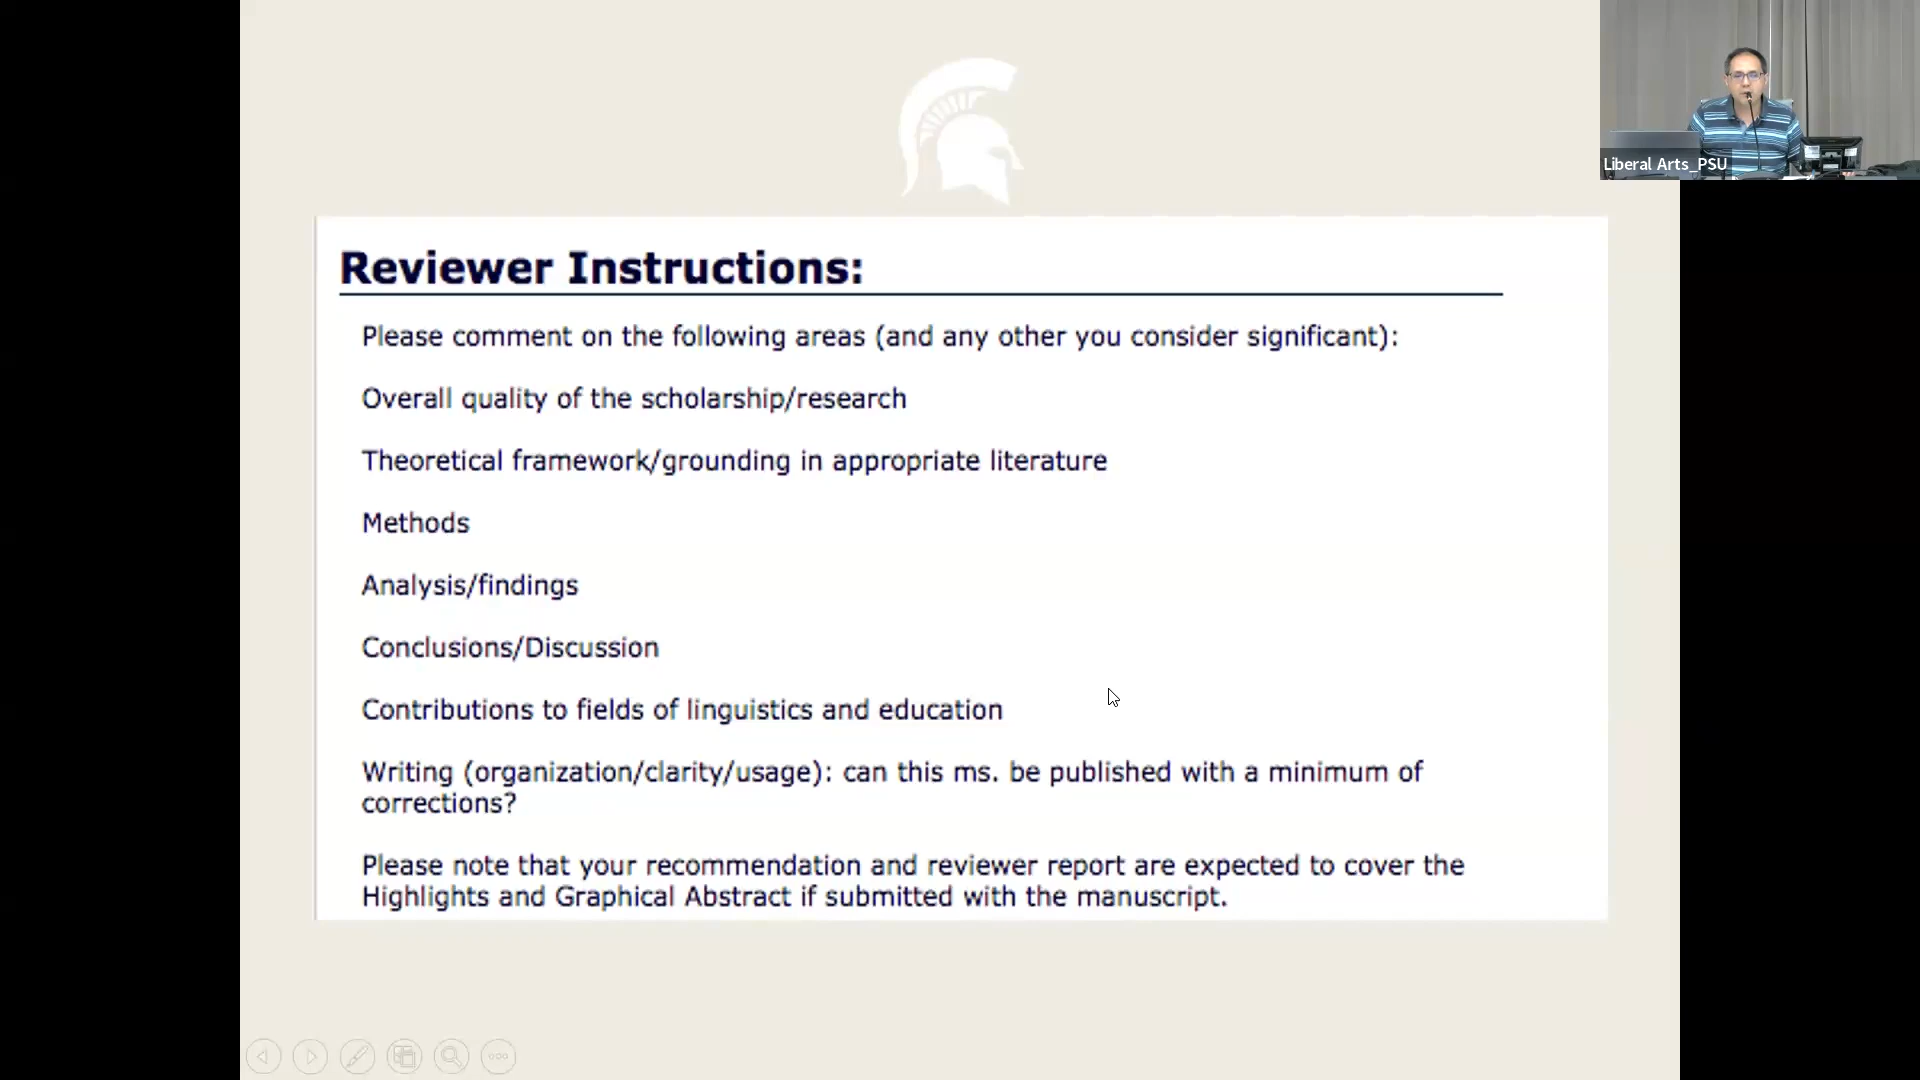 Liberal Arts_PSU
Reviewer Instructions:
Please comment on the following areas (and any other you consider significant):
Overall quality of the scholarship/research
Theoretical framework/grounding in appropriate literature
Methods
Analysis/findings
Conclusions/Discussion
Contributions to fields of linguistics and education
Writing (organization/clarity/usage): can this ms. be published with a minimum of
corrections?
Please note that your recommendation and reviewer report are expected to cover the
Highlights and Graphical Abstract if submitted with the manuscript.